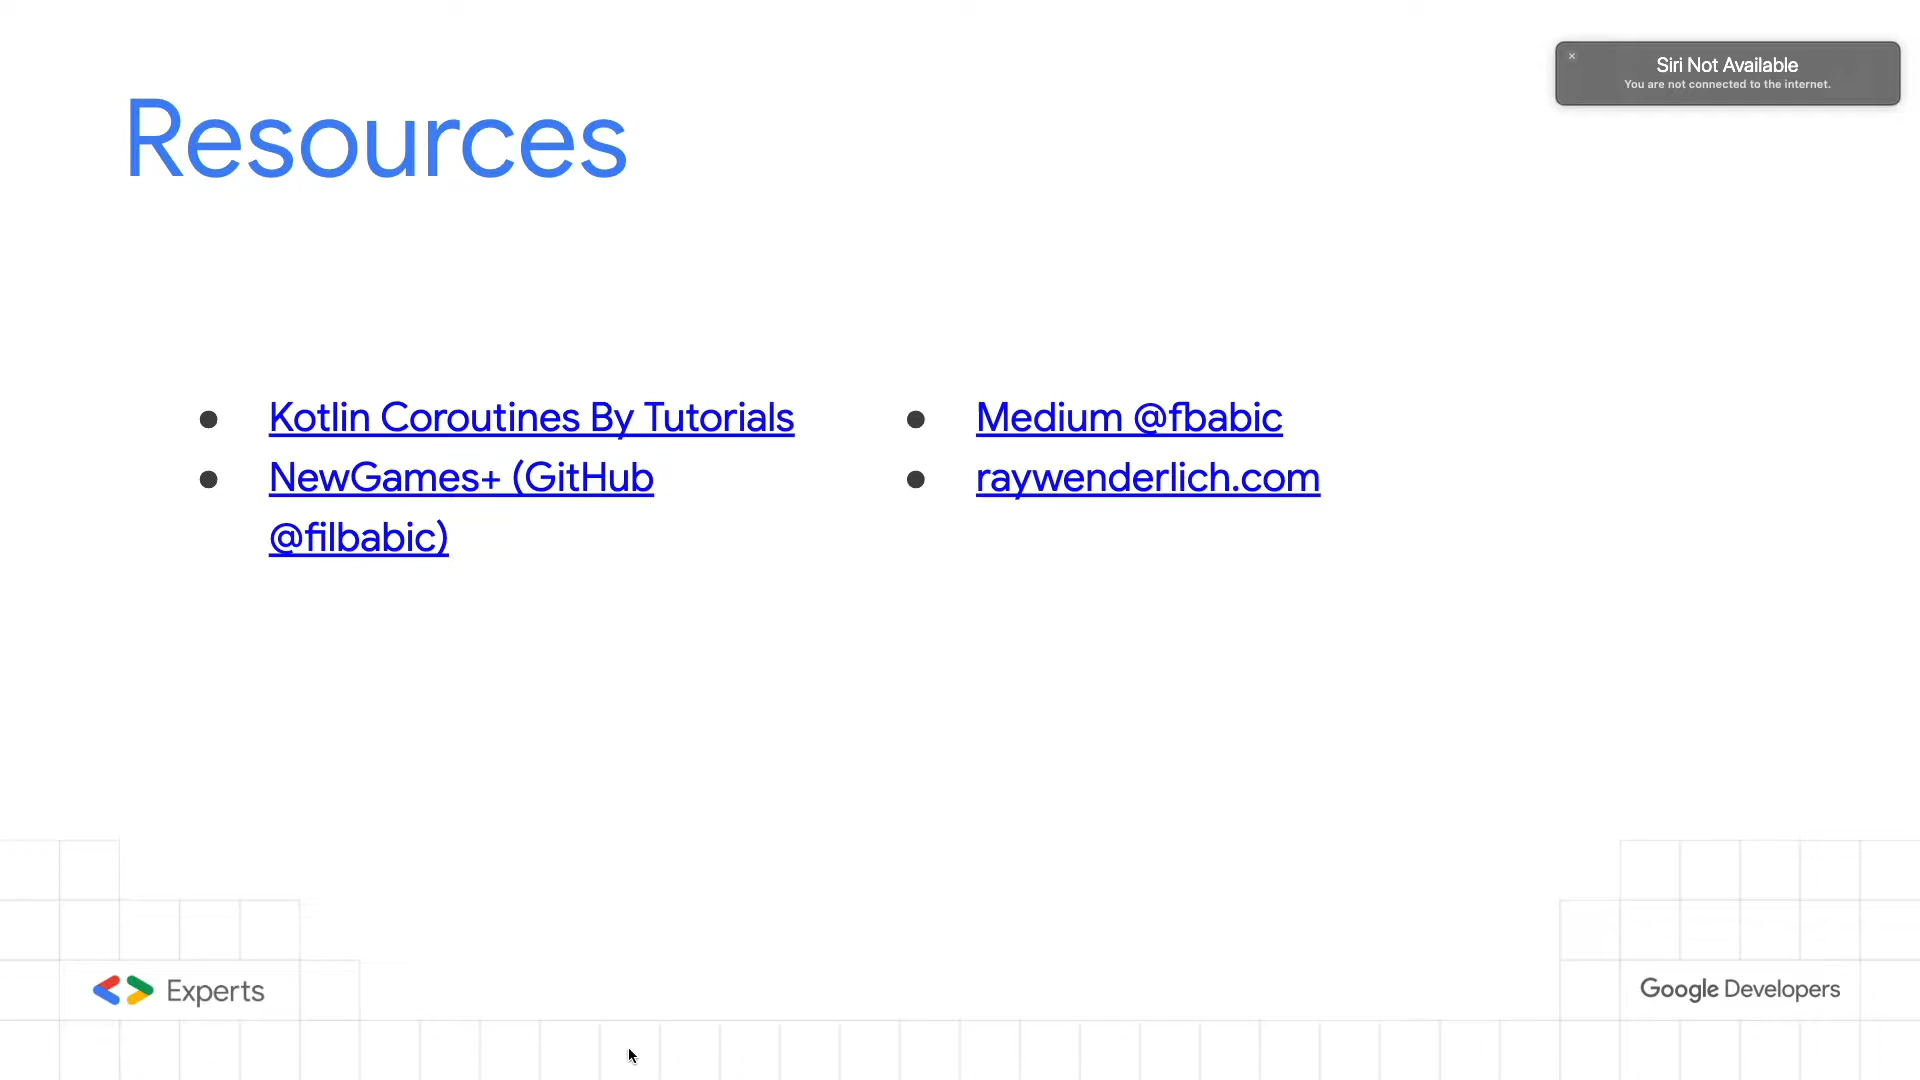 Siri Not Available
You are not connected to the internet.
Resources
Kotlin Coroutines By Tutorials
NewGames+ (GitHub
@filbabic)
Medium @fbabic
raywenderlich.com
Experts
Google Developers